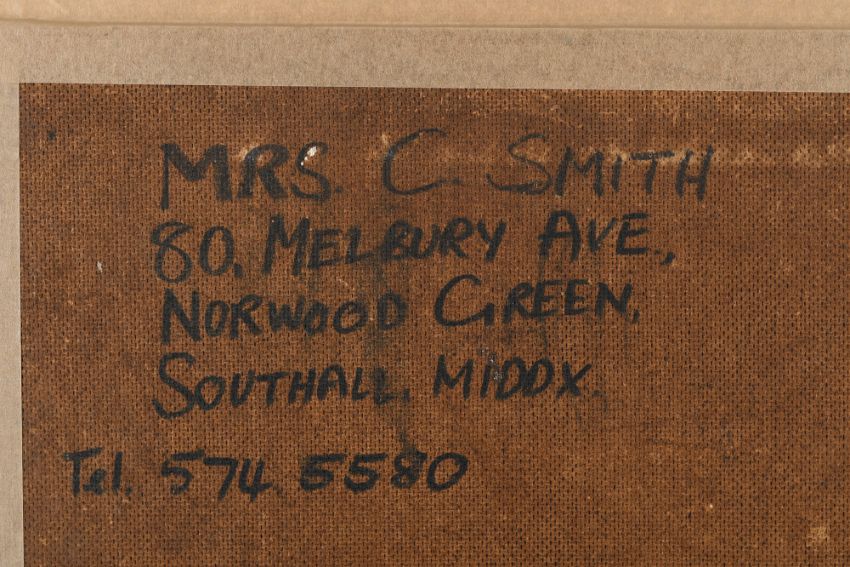 MRS. C. SMITH
80, MELBURY AVE.,
NORWOOD GREEN,
SOUTHALL, MIDDX.
Tel. 574 5580